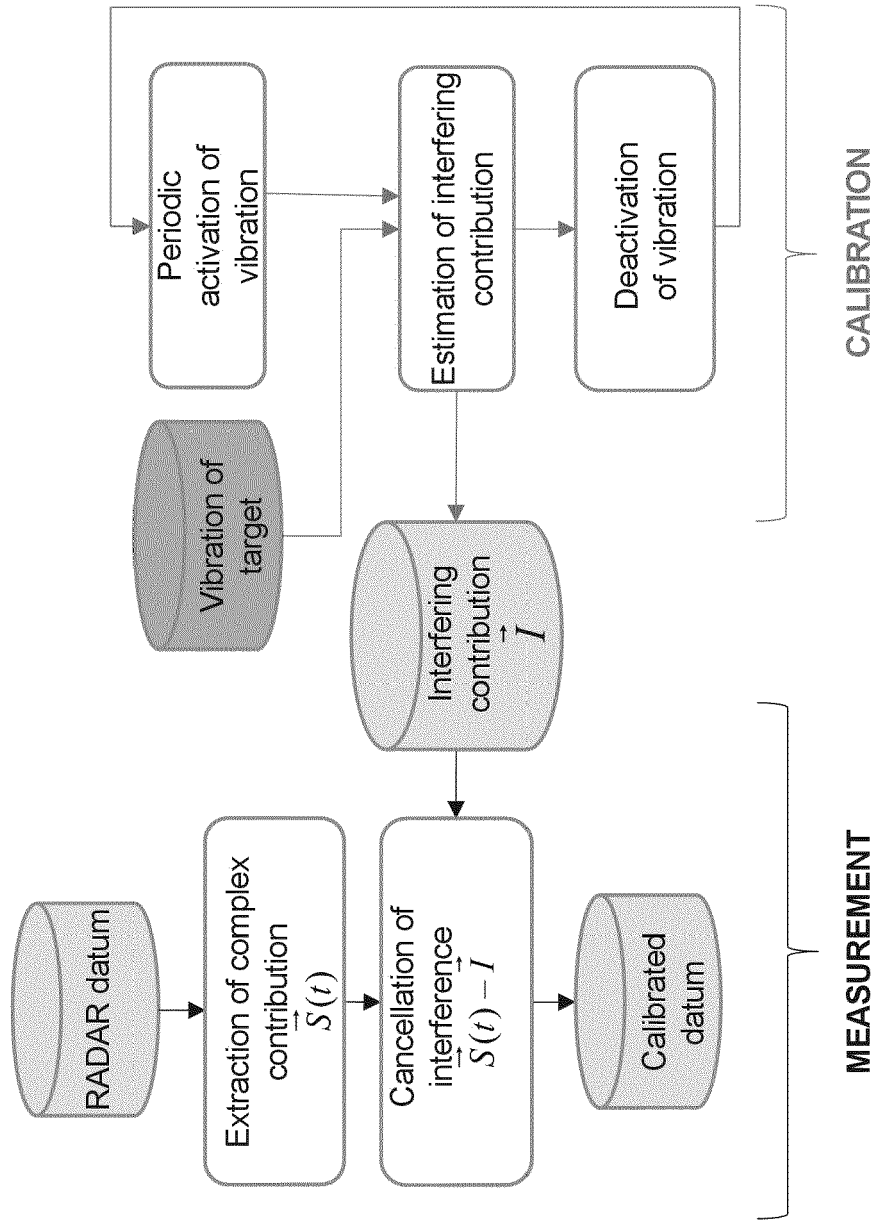 RADAR datum
Extraction of complex
contribution
S⃗(t)
Cancellation of
interference
S⃗(t) − I⃗
Calibrated
datum
MEASUREMENT
Interfering
contribution
I⃗
Vibration of
target
Periodic
activation of
vibration
Estimation of interfering
contribution
Deactivation
of vibration
CALIBRATION